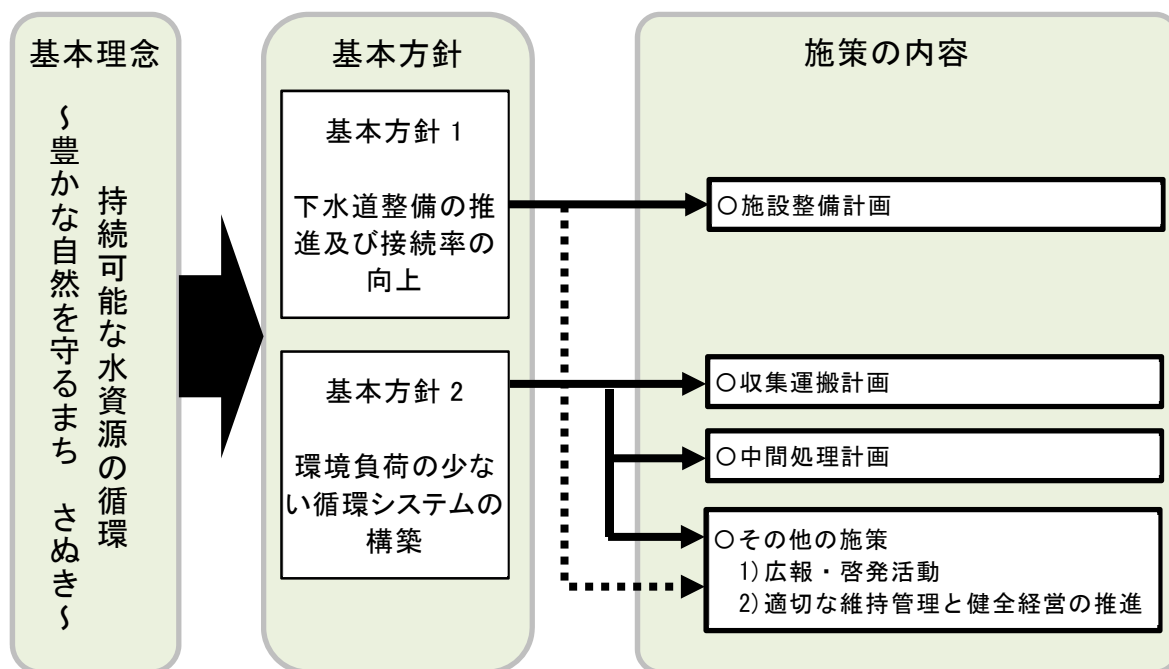 基本理念
持続可能な水資源の循環
～豊かな自然を守るまち　さぬき～
基本方針
基本方針 1
下水道整備の推
進及び接続率の
向上
基本方針 2
環境負荷の少な
い循環システムの
構築
施策の内容
○施設整備計画
○収集運搬計画
○中間処理計画
○その他の施策
1)広報・啓発活動
2)適切な維持管理と健全経営の推進